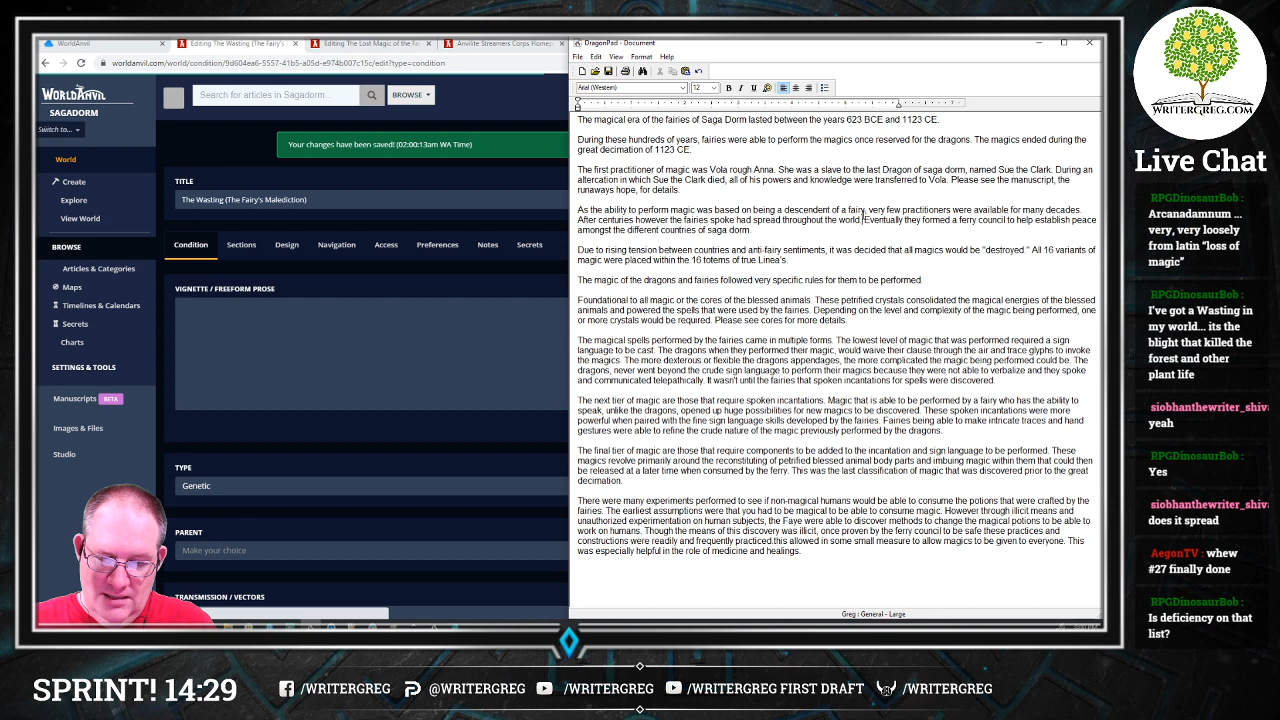 WorldAnvil
Editing The Wasting (The Fairy's
Editing The Lost Magic of the Fa
Anvilite Streamers Corps Home
worldanvil.com/world/condition/9d604ea6-5557-41b5-a05d-e974b07c15c/edit?type=condition
WORLDANVIL
SAGADORM
Switch to...
Search for articles in Sagadorm...
BROWSE
Your changes have been saved! (02:00:13am WA Time)
World
Create
Explore
View World
BROWSE
Articles & Categories
Maps
Timelines & Calendars
Secrets
Charts
SETTINGS & TOOLS
Manuscripts BETA
Images & Files
Studio
TITLE
The Wasting (The Fairy's Malediction)
Condition Sections Design Navigation Access Preferences Notes Secrets
VIGNETTE / FREEFORM PROSE
TYPE
Genetic
PARENT
Make your choice
TRANSMISSION / VECTORS
DragonPad - Document
File Edit View Insert Format Help
Arial (Western) 12
B I U
The magical era of the fairies of Saga Dorm lasted between the years 623 BCE and 1123 CE.
During these hundreds of years, fairies were able to perform the magics once reserved for the dragons. The magics ended during the
great decimation of 1123 CE.
The first practitioner of magic was Vola rough Anna. She was a slave to the last Dragon of saga dorm, named Sue the Clark. During an
altercation in which Sue the Clark died, all of his powers and knowledge were transferred to Vola. Please see the manuscript, the
runaways hope, for details.
As the ability to perform magic was based on being a descendent of a fairy, very few practitioners were available for many decades.
After centuries however the fairies spoke had spread throughout the world. Eventually they formed a ferry council to help establish peace
amongst the different countries of saga dorm.
Due to rising tension between countries and anti-fairy sentiments, it was decided that all magics would be "destroyed." All 16 variants of
magic were placed within the 16 totems of true Linea's.
The magic of the dragons and fairies followed very specific rules for them to be performed.
Foundational to all magic or the cores of the blessed animals. These petrified crystals consolidated the magical energies of the blessed
animals and powered the spells that were used by the fairies. Depending on the level and complexity of the magic being performed, one
or more crystals would be required. Please see cores for more details.
The magical spells performed by the fairies came in multiple forms. The lowest level of magic that was performed required a sign
language to be cast. The dragons when they performed their magic, would waive their clause through the air and trace glyphs to invoke
the magics. The more dexterous or flexible the dragons appendages, the more complicated the magic being performed could be. The
dragons, never went beyond the crude sign language to perform their magics because they were not able to verbalize and they spoke
and communicated telepathically. It wasn't until the fairies that spoken incantations for spells were discovered.
The next tier of magic are those that require spoken incantations. Magic that is able to be performed by a fairy who has the ability to
speak, unlike the dragons, opened up huge possibilities for new magics to be discovered. These spoken incantations were more
powerful when paired with the fine sign language skills developed by the fairies. Fairies being able to make intricate traces and hand
gestures were able to refine the crude nature of the magic previously performed by the dragons.
The final tier of magic are those that require components to be added to the incantation and sign language to be performed. These
magics revolve primarily around the reconstituting of petrified blessed animal body parts and imbuing magic within them that could then
be released at a later time when consumed by the ferry. This was the last classification of magic that was discovered prior to the great
decimation.
There were many experiments performed to see if non-magical humans would be able to consume the potions that were crafted by the
fairies. The earliest assumptions were that you had to be magical to be able to consume magic. However through illicit means and
unauthorized experimentation on human subjects, the Faye were able to discover methods to change the magical potions to be able to
work on humans. Though the means of this discovery was illicit, once proven by the ferry council to be safe these practices and
constructions were readily and frequently practiced.this allowed in some small measure to allow magics to be given to everyone. This
was especially helpful in the role of medicine and healings.
Greg : General - Large
WRITERGREG.COM
Live Chat
RPGDinosaurBob :
Arcanadamnum ...
very, very loosely
from latin "loss of
magic"
RPGDinosaurBob :
I've got a Wasting in
my world... its the
blight that killed the
forest and other
plant life
siobhanthewriter_shiv
yeah
RPGDinosaurBob :
Yes
siobhanthewriter_shiv
does it spread
AegonTV : whew
#27 finally done
RPGDinosaurBob :
Is deficiency on that
list?
SPRINT! 14:29
/WRITERGREG
@WRITERGREG
/WRITERGREG
/WRITERGREG FIRST DRAFT
/WRITERGREG